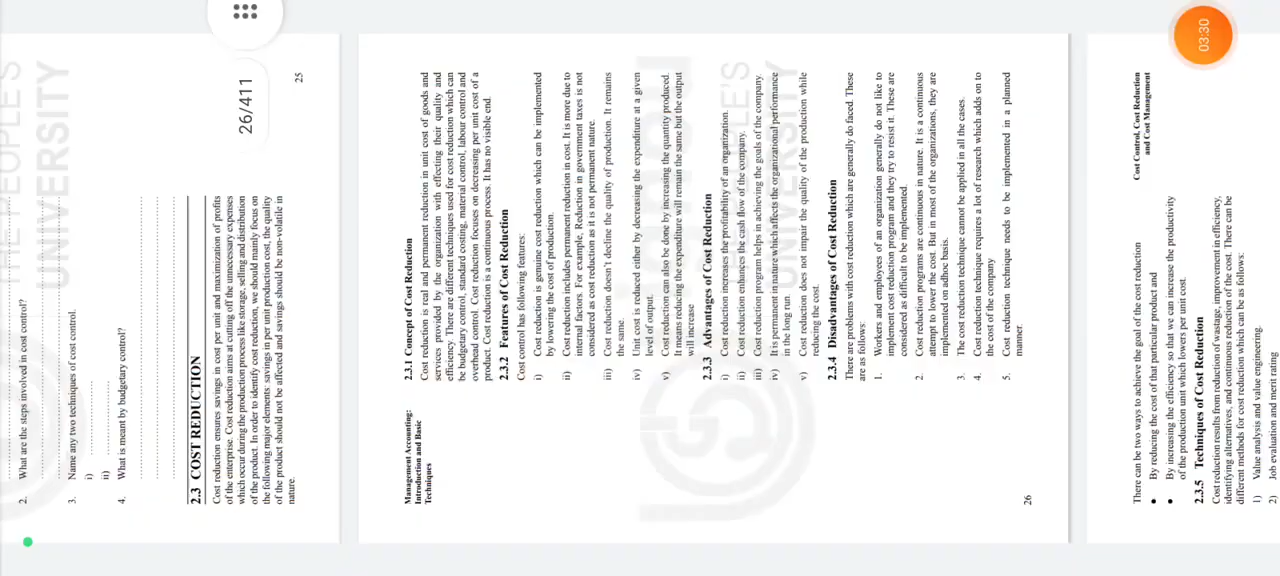 2. What are the steps involved in cost control?
3. Name any two techniques of cost control.
i)
ii)
4. What is meant by budgetary control?
2.3 COST REDUCTION
Cost reduction ensures savings in cost per unit and maximization of profits
of the enterprise. Cost reduction aims at cutting off the unnecessary expenses
which occur during the production process like storage, selling and distribution
of the product. In order to identify cost reduction, we should mainly focus on
the following major elements savings in per unit production cost, the quality
of the product should not be affected and savings should be non-volatile in
nature.
25
THE PEOPLE'S
UNIVERSITY
26/411
Management Accounting:
Introduction and Basic
Techniques
2.3.1 Concept of Cost Reduction
Cost reduction is real and permanent reduction in unit cost of goods and
services provided by the organization with effecting their quality and
efficiency. There are different techniques used for cost reduction which can
be budgetary control, standard costing, material control, labour control and
overhead control. Cost reduction focuses on decreasing per unit cost of a
product. Cost reduction is a continuous process. It has no visible end.
2.3.2 Features of Cost Reduction
Cost control has following features:
i) Cost reduction is genuine cost reduction which can be implemented
by lowering the cost of production.
ii) Cost reduction includes permanent reduction in cost. It is more due to
internal factors. For example. Reduction in government taxes is not
considered as cost reduction as it is not permanent nature.
iii) Cost reduction doesn't decline the quality of production. It remains
the same.
iv) Unit cost is reduced either by decreasing the expenditure at a given
level of output.
v) Cost reduction can also be done by increasing the quantity produced.
It means reducing the expenditure will remain the same but the output
will increase
2.3.3 Advantages of Cost Reduction
i) Cost reduction increases the profitability of an organization.
ii) Cost reduction enhances the cash flow of the company.
iii) Cost reduction program helps in achieving the goals of the company.
iv) It is permanent in nature which affects the organizational performance
in the long run.
v) Cost reduction does not impair the quality of the production while
reducing the cost.
2.3.4 Disadvantages of Cost Reduction
There are problems with cost reduction which are generally do faced. These
are as follows:
1. Workers and employees of an organization generally do not like to
implement cost reduction program and they try to resist it. These are
considered as difficult to be implemented.
2. Cost reduction programs are continuous in nature. It is a continuous
attempt to lower the cost. But in most of the organizations, they are
implemented on adhoc basis.
3. The cost reduction technique cannot be applied in all the cases.
4. Cost reduction technique requires a lot of research which adds on to
the cost of the company
5. Cost reduction technique needs to be implemented in a planned
manner.
26
PEOPLE'S
UNIVERSITY
03:30
Cost Control, Cost Reduction
and Cost Management
There can be two ways to achieve the goal of the cost reduction
• By reducing the cost of that particular product and
• By increasing the efficiency so that we can increase the productivity
of the production unit which lowers per unit cost.
2.3.5 Techniques of Cost Reduction
Cost reduction results from reduction of wastage, improvement in efficiency,
identifying alternatives, and continuous reduction of the cost. There can be
different methods for cost reduction which can be as follows:
1) Value analysis and value engineering
2) Job evaluation and merit rating